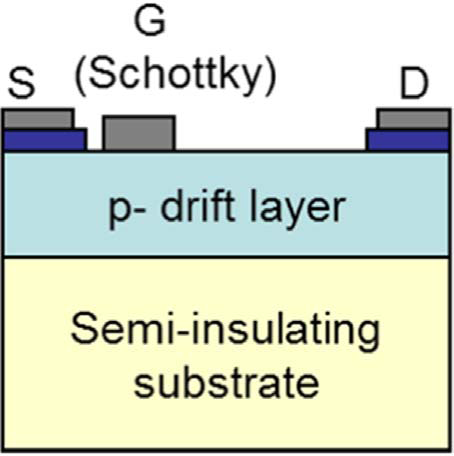 G
(Schottky)
S
D
p- drift layer
Semi-insulating
substrate